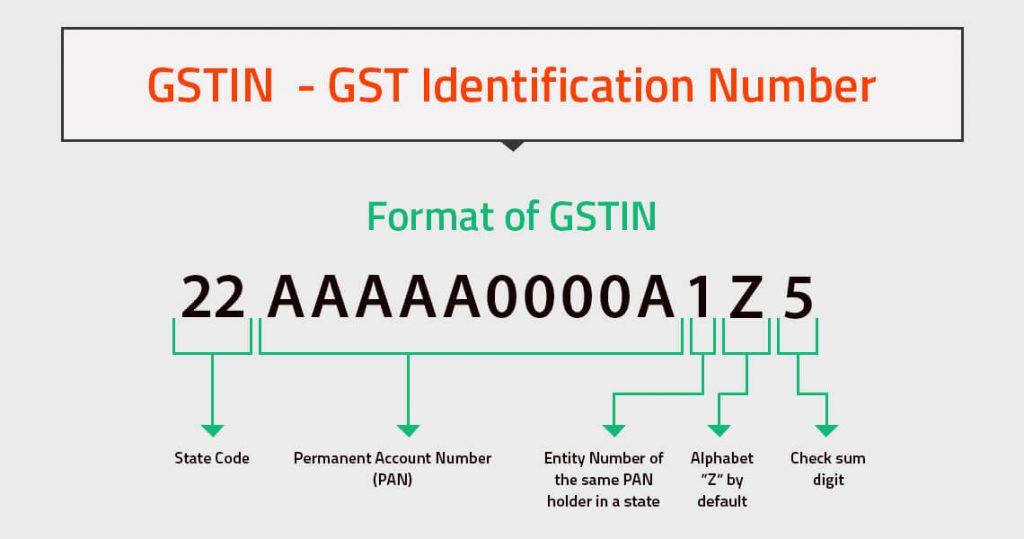 GSTIN - GST Identification Number
Format of GSTIN
22 AAAAA0000A 1 Z 5
State Code
Permanent Account Number
(PAN)
Entity Number of
the same PAN
holder in a state
Alphabet
"Z" by
default
Check sum
digit